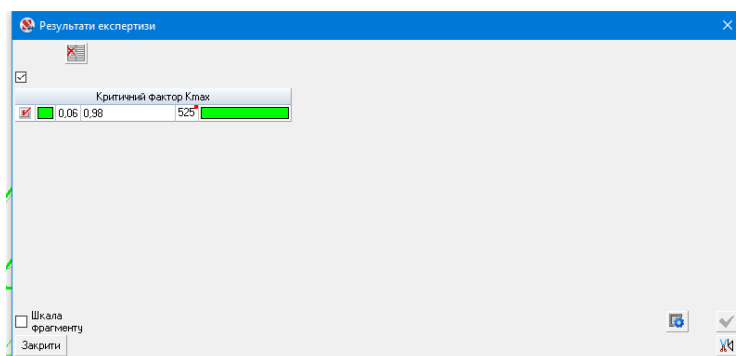 Результати експертизи
Критичний фактор Kmax
0,06 0,98 525
Шкала
фрагменту
Закрити